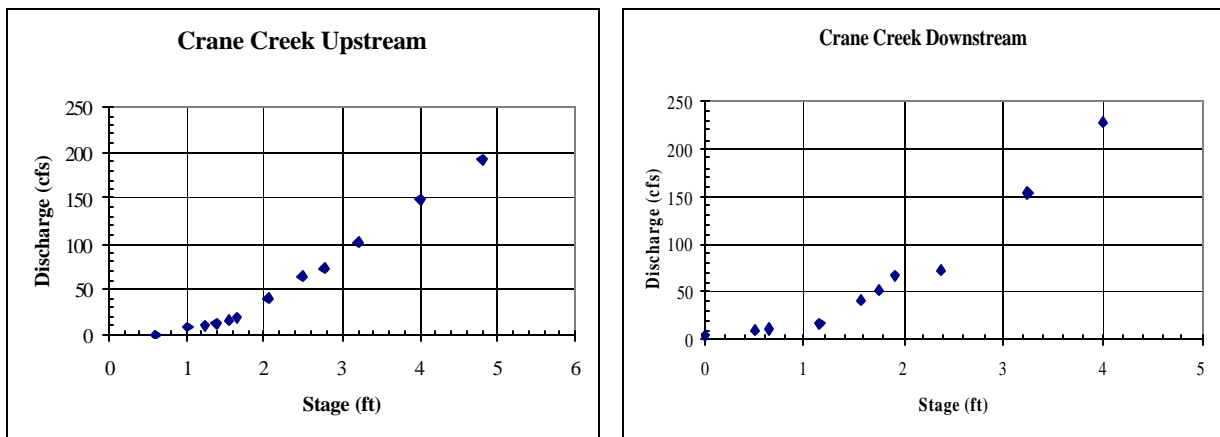 Crane Creek Upstream
250
200
150
100
50
0
Discharge (cfs)
0 1 2 3 4 5 6
Stage (ft)
Crane Creek Downstream
250
200
150
100
50
0
Discharge (cfs)
0 1 2 3 4 5
Stage (ft)